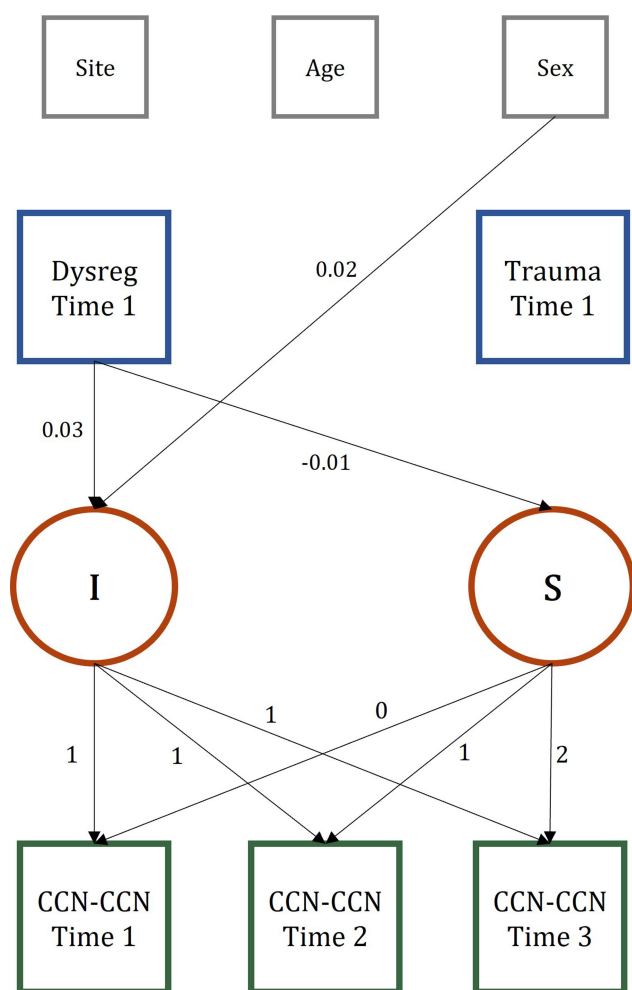 Site
Age
Sex
Dysreg
Time 1
Trauma
Time 1
0.02
0.03
-0.01
I
S
1
1
1
0
1
2
CCN-CCN
Time 1
CCN-CCN
Time 2
CCN-CCN
Time 3